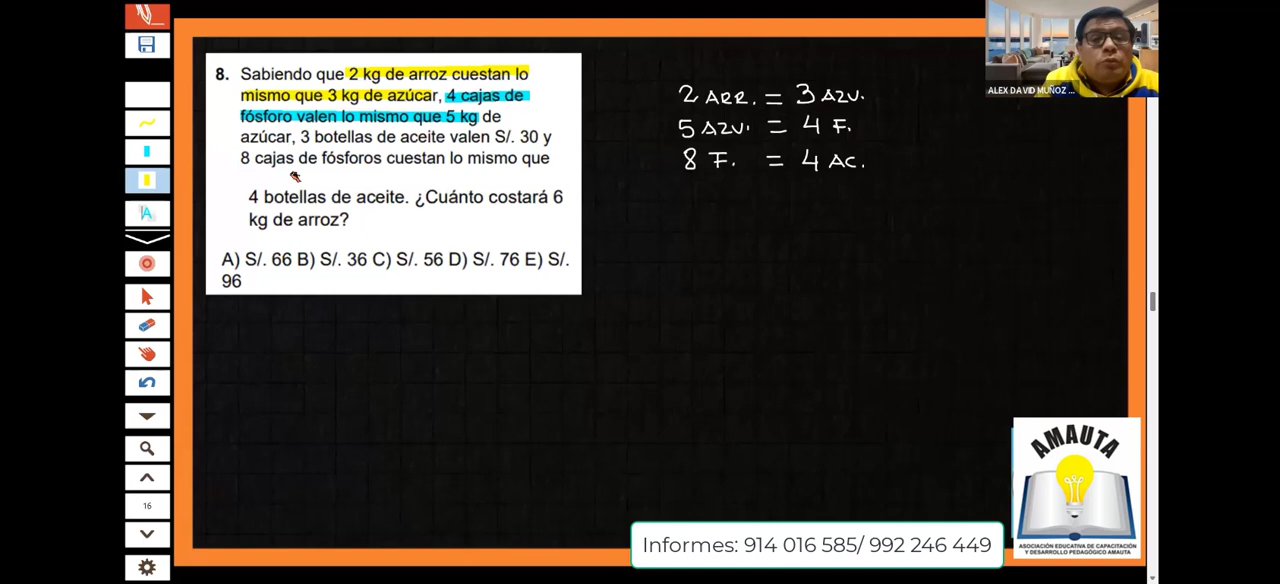 ALEX DAVID MUÑOZ ...
8. Sabiendo que 2 kg de arroz cuestan lo
mismo que 3 kg de azúcar, 4 cajas de
fósforo valen lo mismo que 5 kg de
azúcar, 3 botellas de aceite valen S/. 30 y
8 cajas de fósforos cuestan lo mismo que
4 botellas de aceite. ¿Cuánto costará 6
kg de arroz?
A) S/. 66 B) S/. 36 C) S/. 56 D) S/. 76 E) S/.
96
2 ARR. = 3 AZU.
5 AZU. = 4 F.
8 F. = 4 AC.
A
16
AMAUTA
ASOCIACIÓN EDUCATIVA DE CAPACITACIÓN
Y DESARROLLO PEDAGÓGICO AMAUTA
Informes: 914 016 585/ 992 246 449